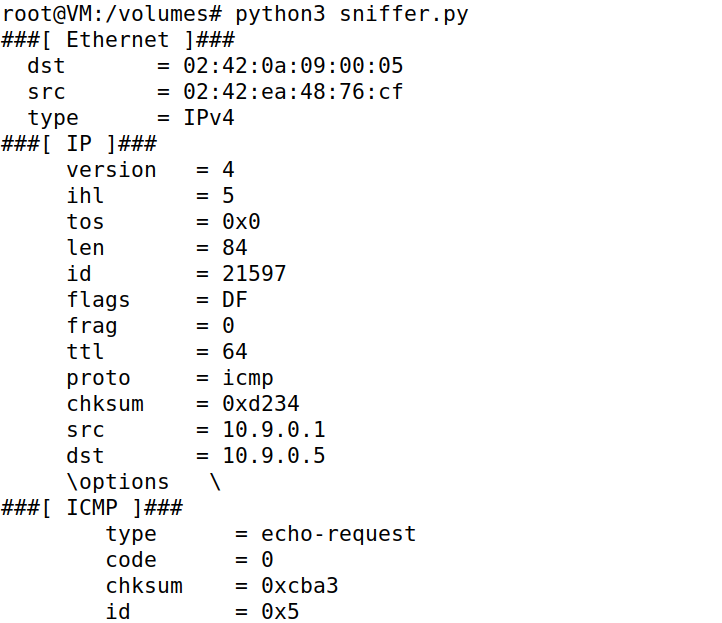 root@VM:/volumes# python3 sniffer.py
###[ Ethernet ]###
  dst       = 02:42:0a:09:00:05
  src       = 02:42:ea:48:76:cf
  type      = IPv4
###[ IP ]###
     version   = 4
     ihl       = 5
     tos       = 0x0
     len       = 84
     id        = 21597
     flags     = DF
     frag      = 0
     ttl       = 64
     proto     = icmp
     chksum    = 0xd234
     src       = 10.9.0.1
     dst       = 10.9.0.5
     \options   \
###[ ICMP ]###
        type      = echo-request
        code      = 0
        chksum    = 0xcba3
        id        = 0x5